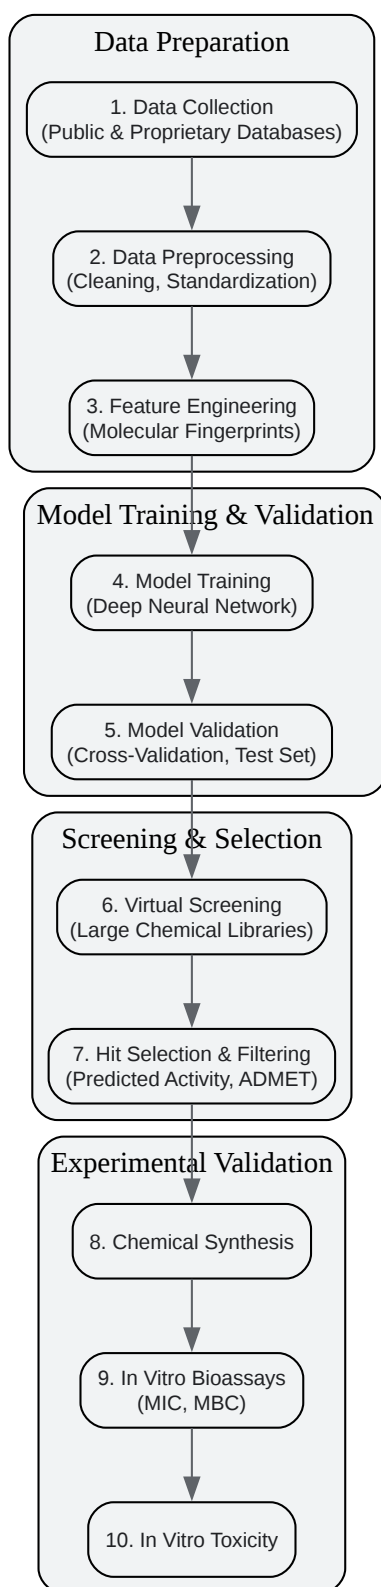 Data Preparation
1. Data Collection
(Public & Proprietary Databases)
2. Data Preprocessing
(Cleaning, Standardization)
3. Feature Engineering
(Molecular Fingerprints)
Model Training & Validation
4. Model Training
(Deep Neural Network)
5. Model Validation
(Cross-Validation, Test Set)
Screening & Selection
6. Virtual Screening
(Large Chemical Libraries)
7. Hit Selection & Filtering
(Predicted Activity, ADMET)
Experimental Validation
8. Chemical Synthesis
9. In Vitro Bioassays
(MIC, MBC)
10. In Vitro Toxicity